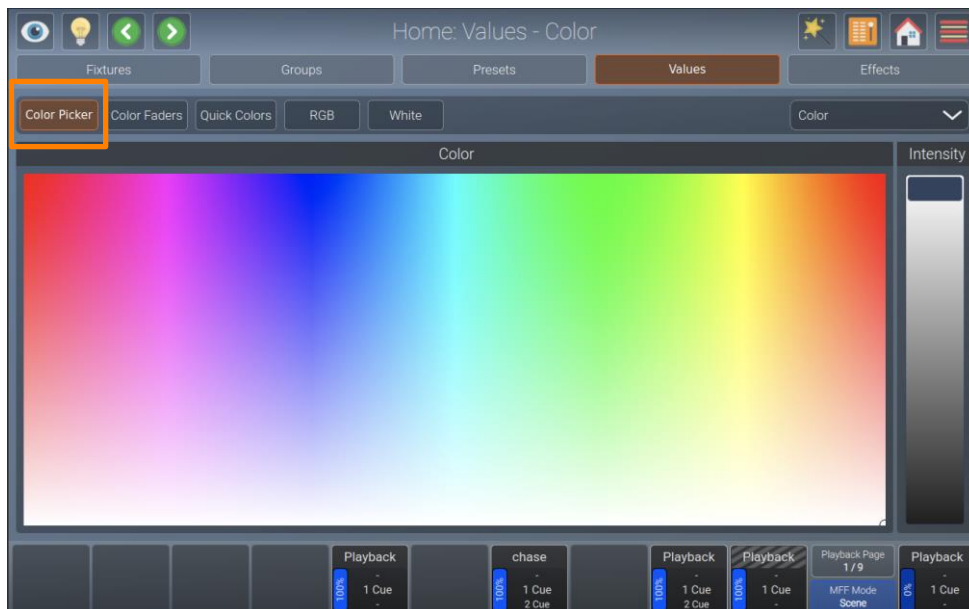 Home: Values - Color
Fixtures
Groups
Presets
Values
Effects
Color Picker
Color Faders
Quick Colors
RGB
White
Color
Color
Intensity
Playback
-
100%
1 Cue
-
chase
-
100%
1 Cue
2 Cue
Playback
-
100%
1 Cue
2 Cue
Playback
-
100%
1 Cue
-
Playback Page
1/9
MFF Mode
Scene
Playback
-
0%
1 Cue
-